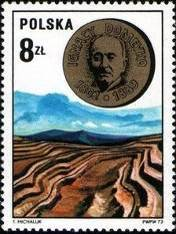 POLSKA
8 ZŁ
IGNACY DOMEYKO
1802 1889
T. MICHALUK
PWPW 73